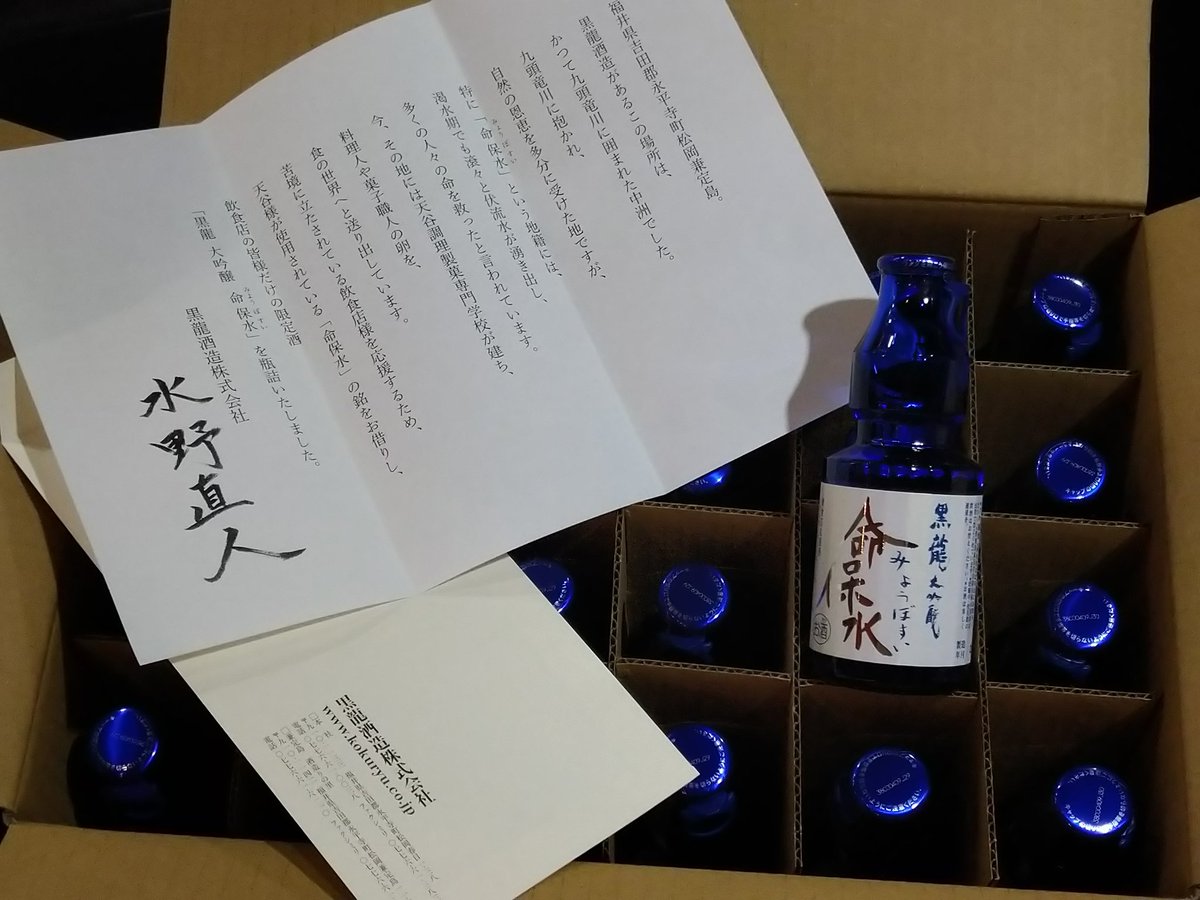 福井県吉田郡永平寺町松岡兼定島。
黒龍酒造があるこの場所は、
かつて九頭竜川に囲まれた中洲でした。
九頭竜川に抱かれ、
自然の恩恵を多分に受けた地ですが、
特に「命保水」という地籍には、
みょうぼすい
渇水期でも滾々と伏流水が湧き出し、
多くの人々の命を救ったと言われています。
今、その地には天谷調理製菓専門学校が建ち、
料理人や菓子職人の卵を、
食の世界へと送り出しています。
苦境に立たされている飲食店様を応援するため、
天谷様が使用されている「命保水」の銘をお借りし、
飲食店の皆様だけの限定酒
「黒龍 大吟醸 命保水」を瓶詰いたしました。
みょうぼすい
黒龍酒造株式会社
水野直人
黒龍 大吟醸
みょうぼすい
命保水
お酒
黒龍酒造株式会社
www.kokuryu.co.jp